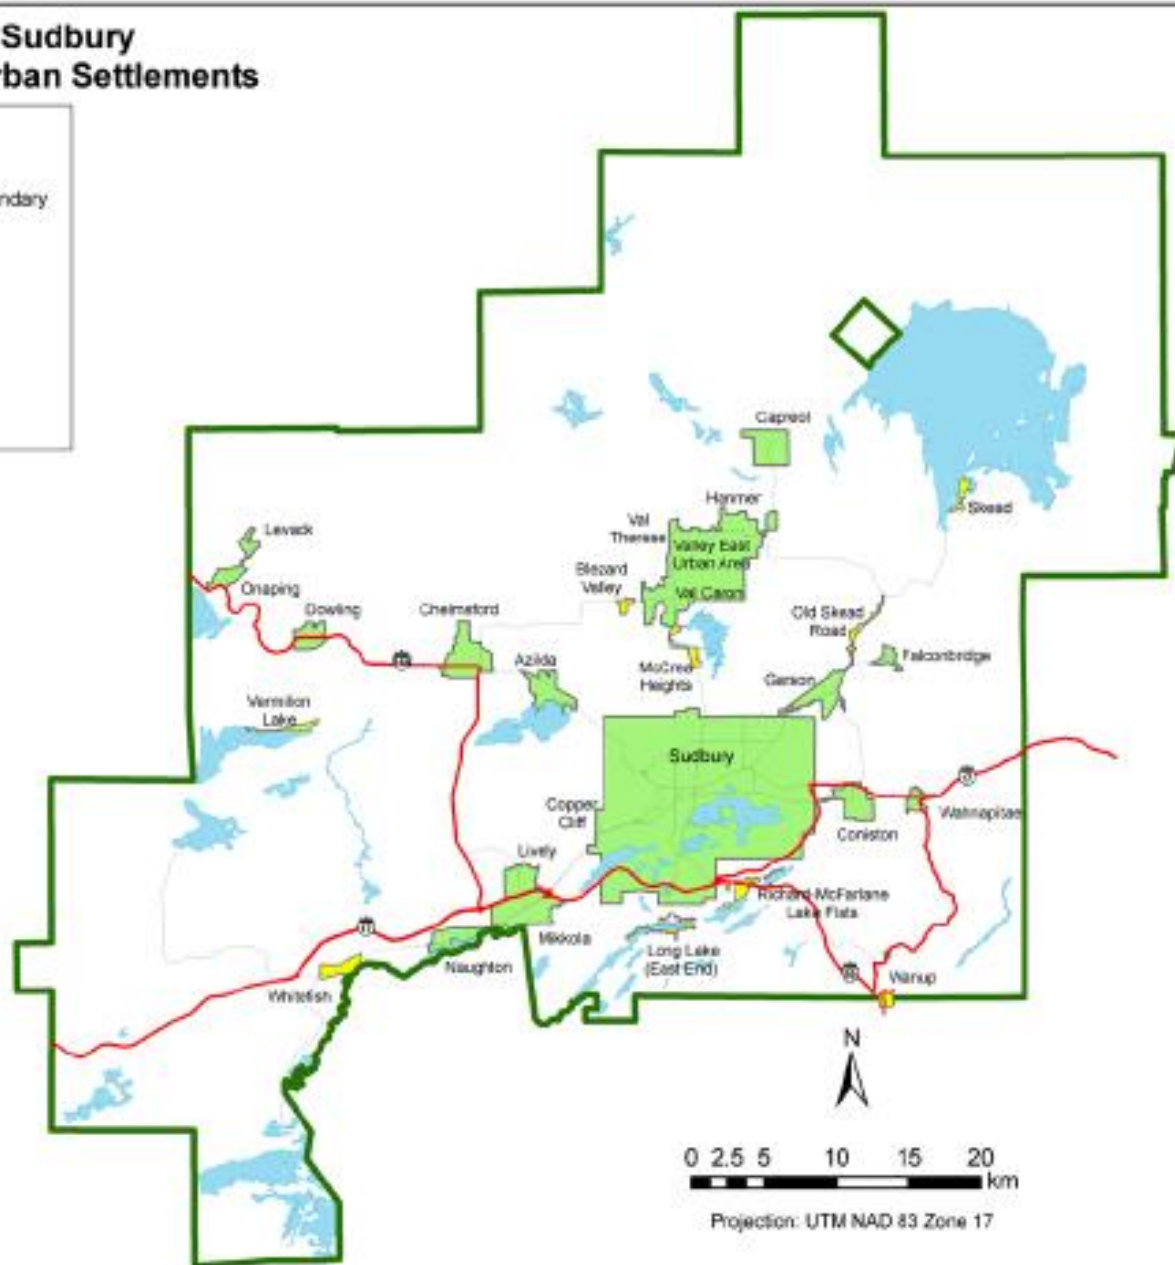 Sudbury
rban Settlements
ndary
Capreol
Hanmer
Val
Therese
Valley East
Urban Area
Blezard
Valley
Val Caron
Skead
Levack
Onaping
Dowling
Chelmsford
Azilda
Old Skead
Road
McCrea
Heights
Falconbridge
Garson
Vermilion
Lake
Sudbury
Copper
Cliff
Coniston
Wahnapitae
Lively
Richard-McFarlane
Lake Flats
Mikkola
Long Lake
(East End)
Naughton
Whitefish
Wanup
N
0 2.5 5 10 15 20
km
Projection: UTM NAD 83 Zone 17